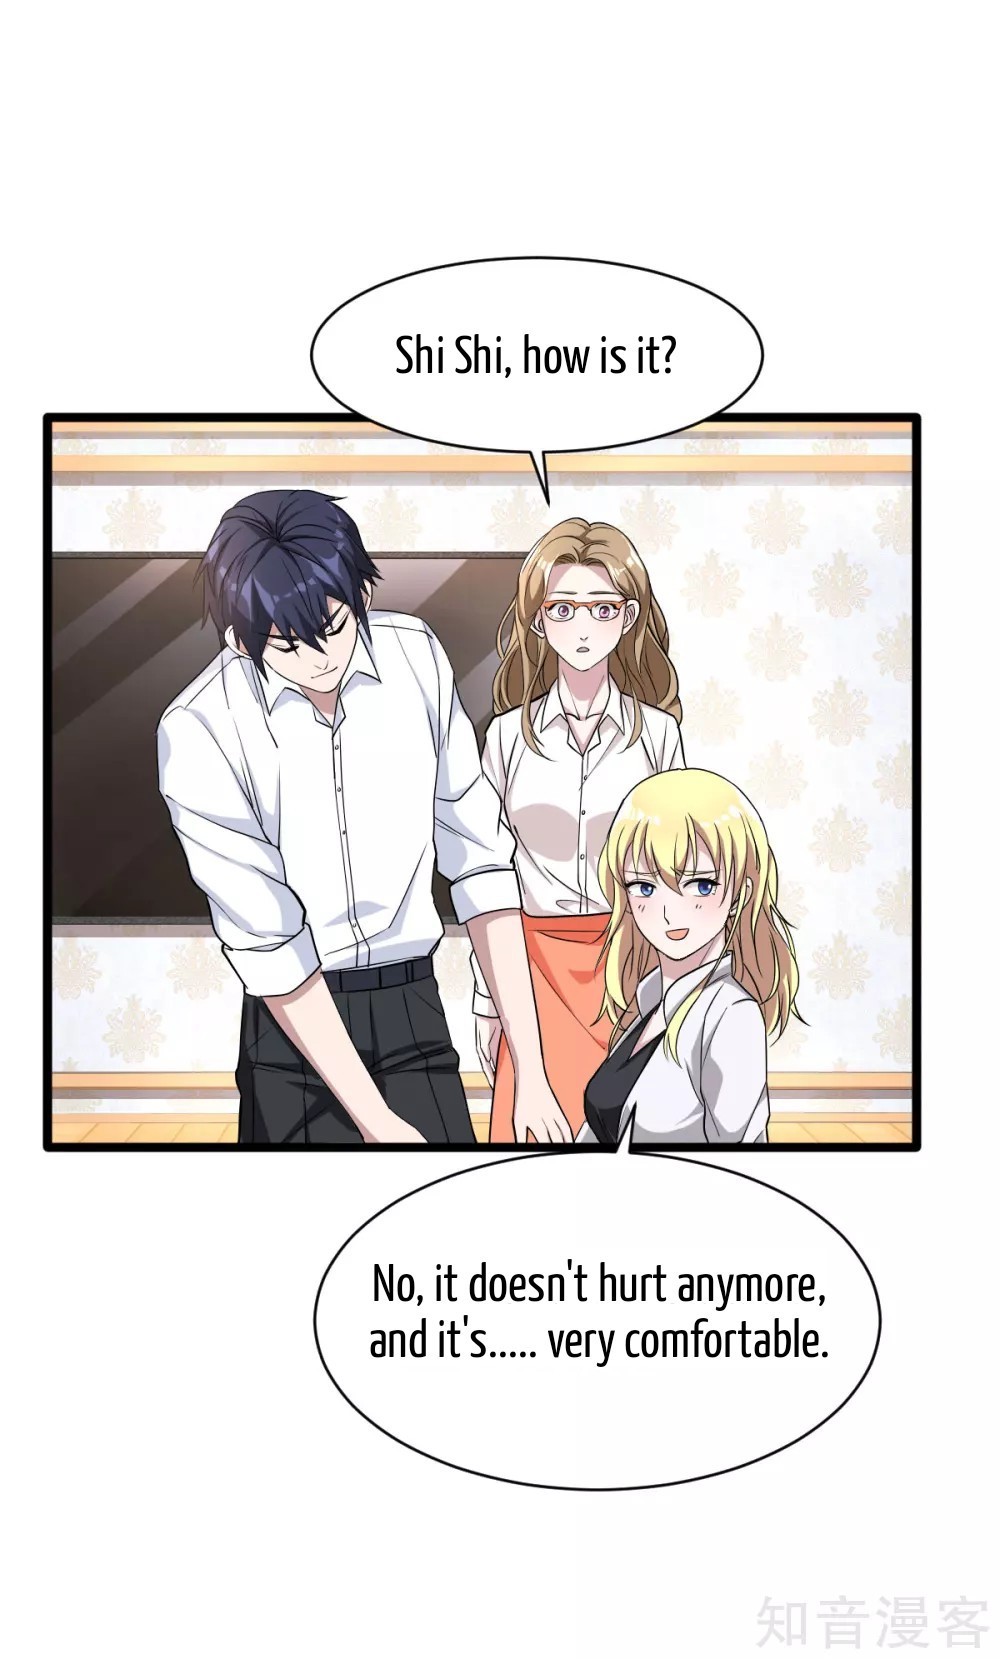 Shi Shi, how is it?
No, it doesn't hurt anymore,
and it's..... very comfortable.
知音漫客